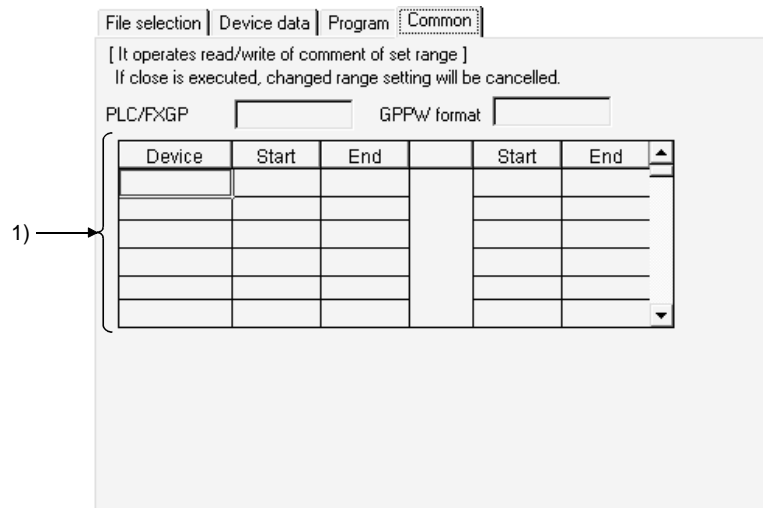 File selection Device data Program Common
[ It operates read/write of comment of set range ]
If close is executed, changed range setting will be cancelled.
PLC/FXGP GPPW format
Device Start End Start End
1)